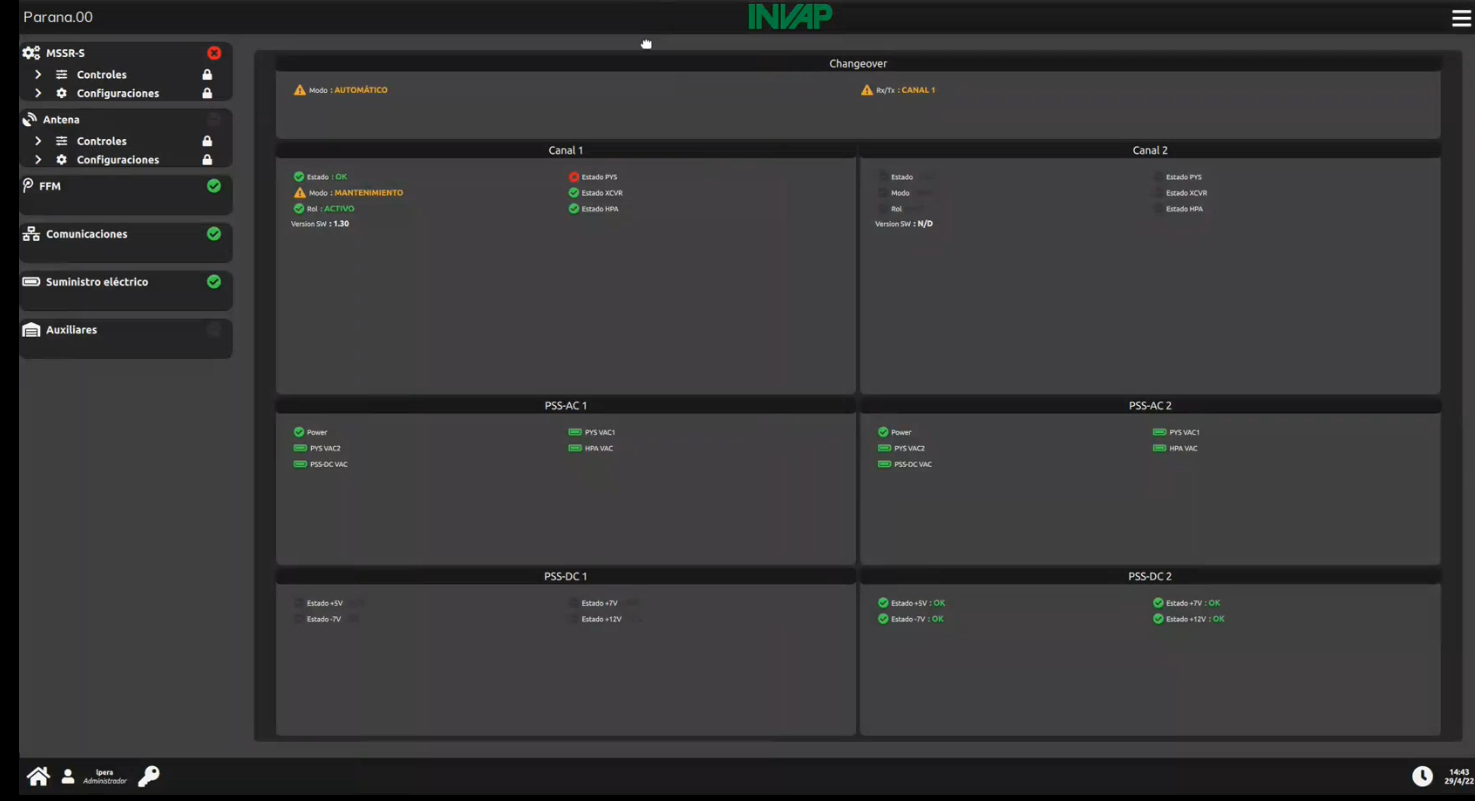 Parana.00
INVAP
MSSR-S
Controles
Configuraciones
Antena
Controles
Configuraciones
FFM
Comunicaciones
Suministro eléctrico
Auxiliares
Changeover
Modo : AUTOMÁTICO
Rx/Tx : CANAL 1
Canal 1
Estado : OK
Estado PYS
Modo : MANTENIMIENTO
Estado XCVR
Rol : ACTIVO
Estado HPA
Version SW : 1.30
Canal 2
Estado
Estado PYS
Modo
Estado XCVR
Rol
Estado HPA
Version SW : N/D
PSS-AC 1
Power
PYS VAC1
PYS VAC2
HPA VAC
PSS-DC VAC
PSS-AC 2
Power
PYS VAC1
PYS VAC2
HPA VAC
PSS-DC VAC
PSS-DC 1
Estado +5V
Estado +7V
Estado -7V
Estado +12V
PSS-DC 2
Estado +5V : OK
Estado +7V : OK
Estado -7V : OK
Estado +12V : OK
lpera
Administrador
14:43
29/4/22